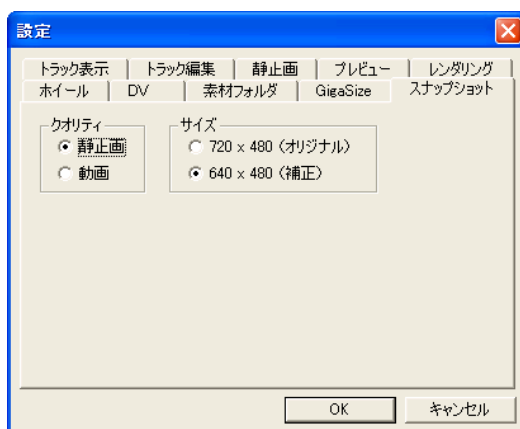 設定
トラック表示 トラック編集 静止画 プレビュー レンダリング
ホイール DV 素材フォルダ GigaSize スナップショット
クオリティ サイズ
静止画 720 x 480 (オリジナル)
動画 640 x 480 (補正)
OK キャンセル